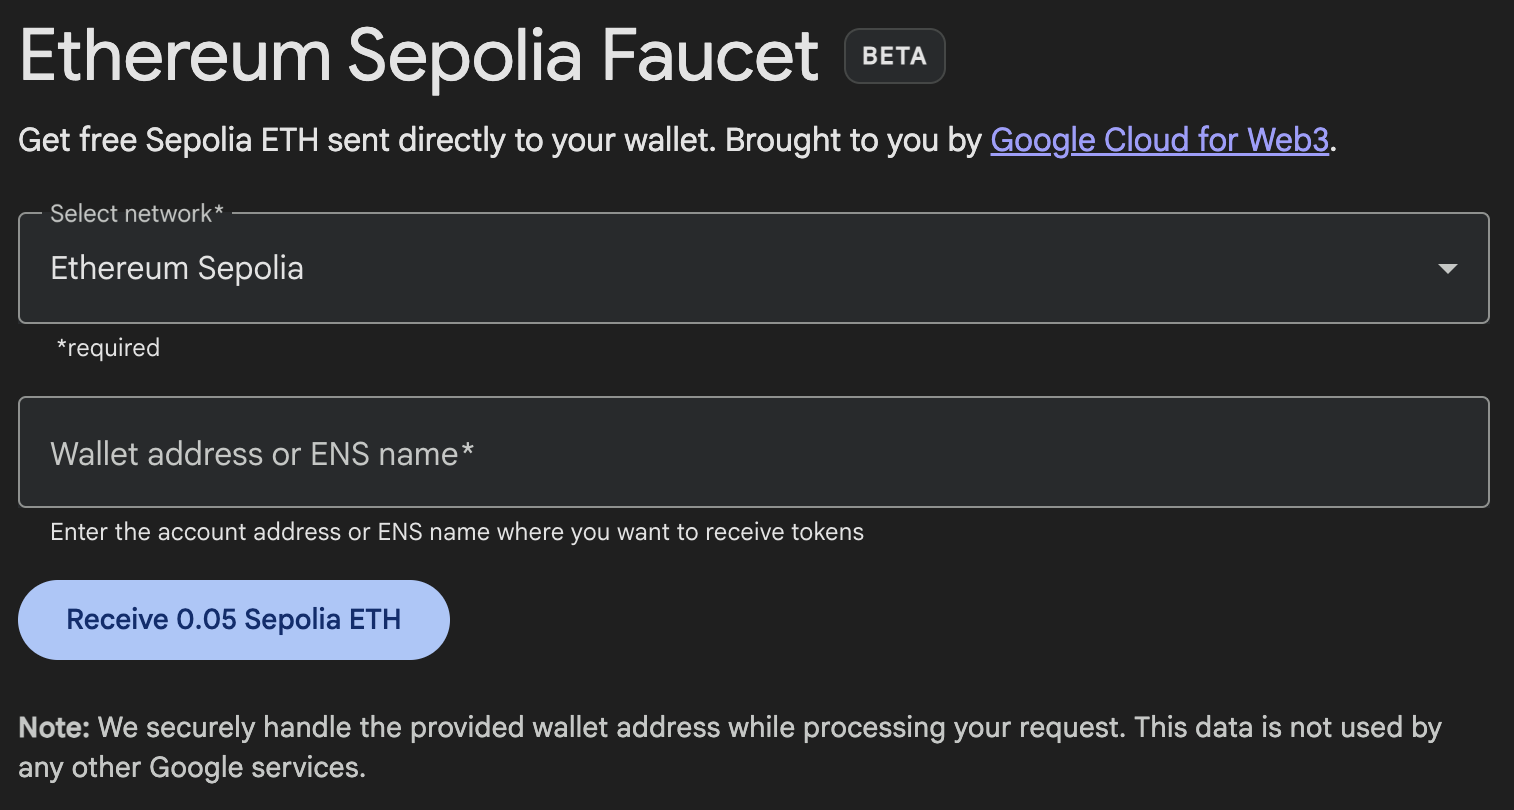 Ethereum Sepolia Faucet BETA
Get free Sepolia ETH sent directly to your wallet. Brought to you by Google Cloud for Web3.
Select network*
Ethereum Sepolia
*required
Wallet address or ENS name*
Enter the account address or ENS name where you want to receive tokens
Receive 0.05 Sepolia ETH
Note: We securely handle the provided wallet address while processing your request. This data is not used by
any other Google services.